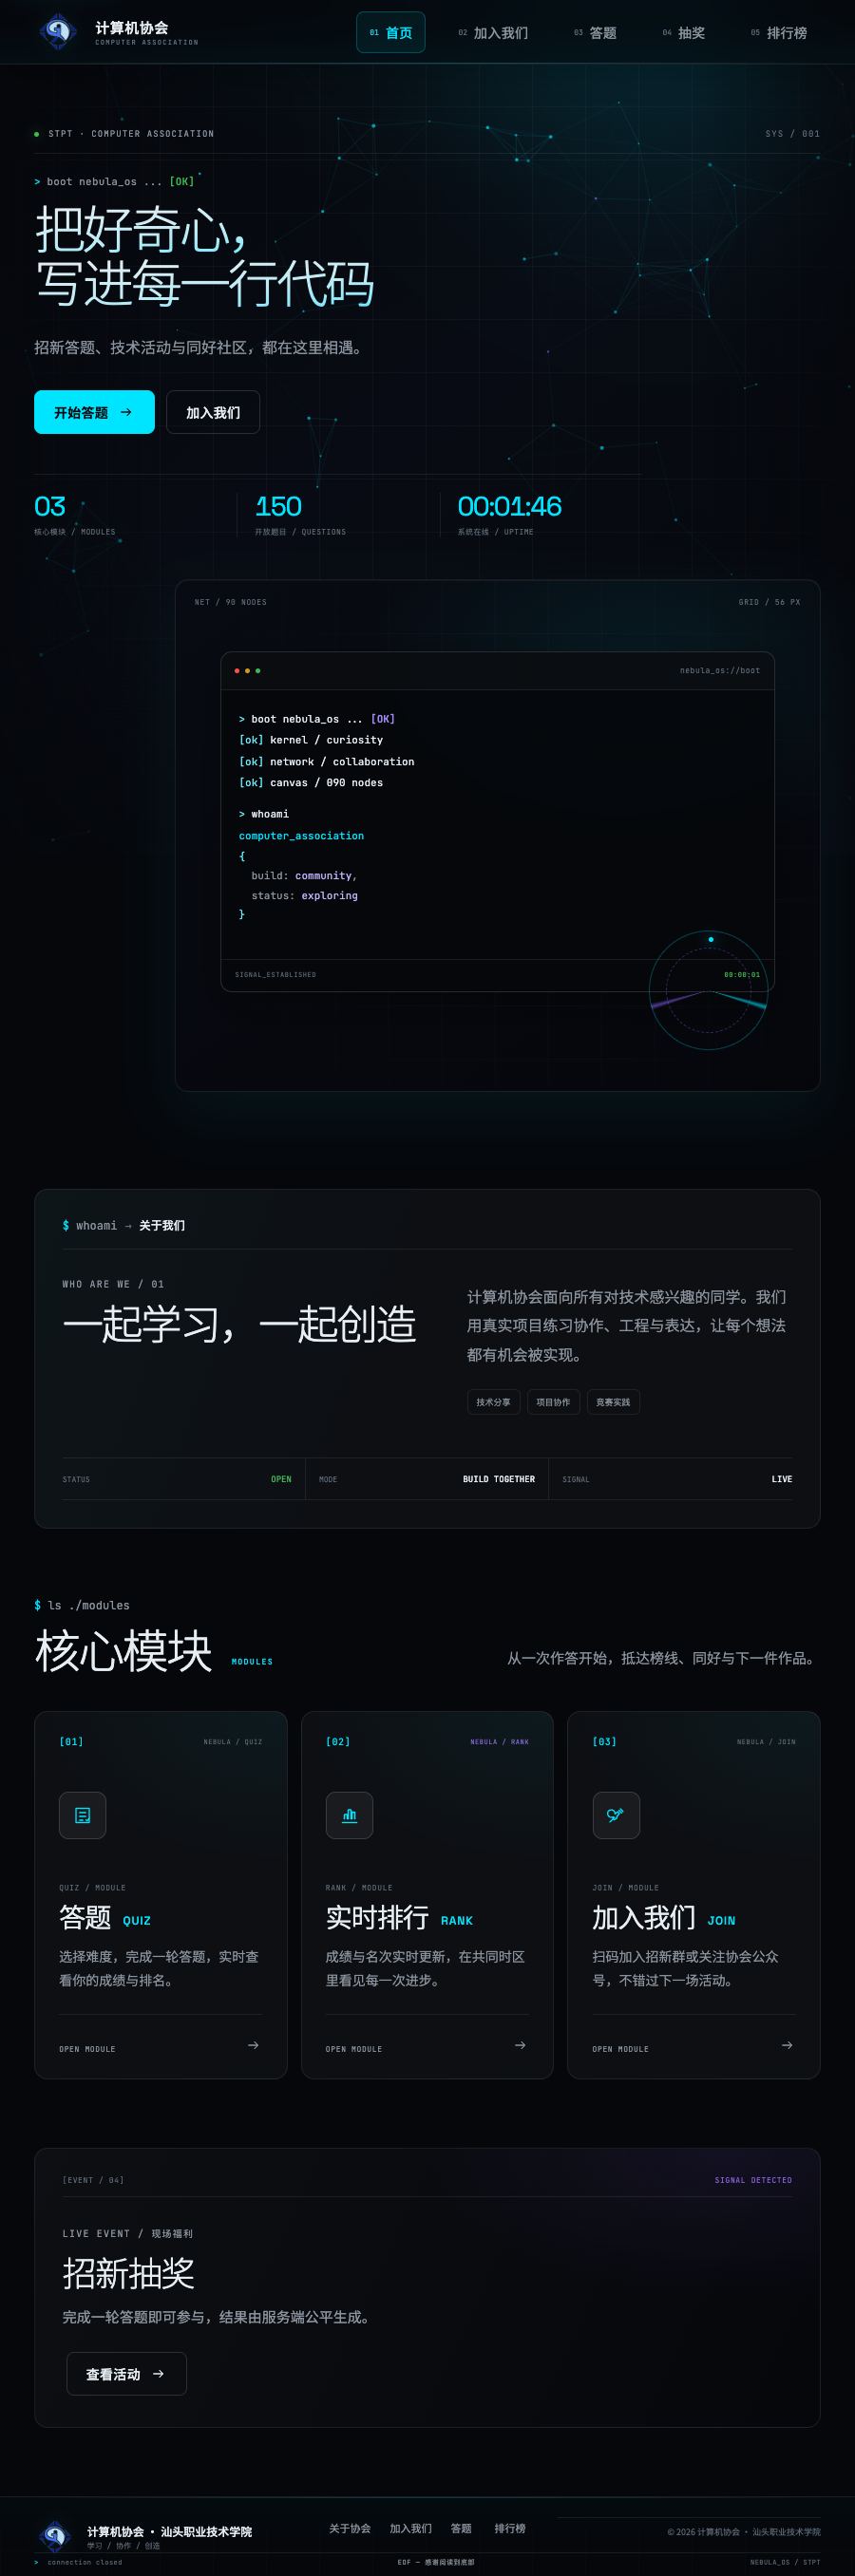 计算机协会
COMPUTER ASSOCIATION
01 首页 02 加入我们 03 答题 04 抽奖 05 排行榜
STPT · COMPUTER ASSOCIATION SYS / 001
> boot nebula_os ... [OK]
把好奇心，
写进每一行代码
招新答题、技术活动与同好社区，都在这里相遇。
开始答题 → 加入我们
03 150 00:01:46
核心模块 / MODULES 开放题目 / QUESTIONS 系统在线 / UPTIME
NET / 90 NODES GRID / 56 PX
nebula_os://boot
> boot nebula_os ... [OK]
[ok] kernel / curiosity
[ok] network / collaboration
[ok] canvas / 090 nodes
> whoami
computer_association
{
build: community,
status: exploring
}
SIGNAL_ESTABLISHED 00:00:01
$ whoami → 关于我们
WHO ARE WE / 01
一起学习，一起创造
计算机协会面向所有对技术感兴趣的同学。我们
用真实项目练习协作、工程与表达，让每个想法
都有机会被实现。
技术分享 项目协作 竞赛实践
STATUS OPEN MODE BUILD TOGETHER SIGNAL LIVE
$ ls ./modules
核心模块 MODULES
从一次作答开始，抵达榜线、同好与下一件作品。
[01] NEBULA / QUIZ
QUIZ / MODULE
答题 QUIZ
选择难度，完成一轮答题，实时查
看你的成绩与排名。
OPEN MODULE →
[02] NEBULA / RANK
RANK / MODULE
实时排行 RANK
成绩与名次实时更新，在共同时区
里看见每一次进步。
OPEN MODULE →
[03] NEBULA / JOIN
JOIN / MODULE
加入我们 JOIN
扫码加入招新群或关注协会公众
号，不错过下一场活动。
OPEN MODULE →
[EVENT / 04] SIGNAL DETECTED
LIVE EVENT / 现场福利
招新抽奖
完成一轮答题即可参与，结果由服务端公平生成。
查看活动 →
计算机协会 · 汕头职业技术学院
学习 / 协作 / 创造
关于协会 加入我们 答题 排行榜
© 2026 计算机协会 · 汕头职业技术学院
> connection closed EOF — 感谢阅读到底部 NEBULA_OS / STPT